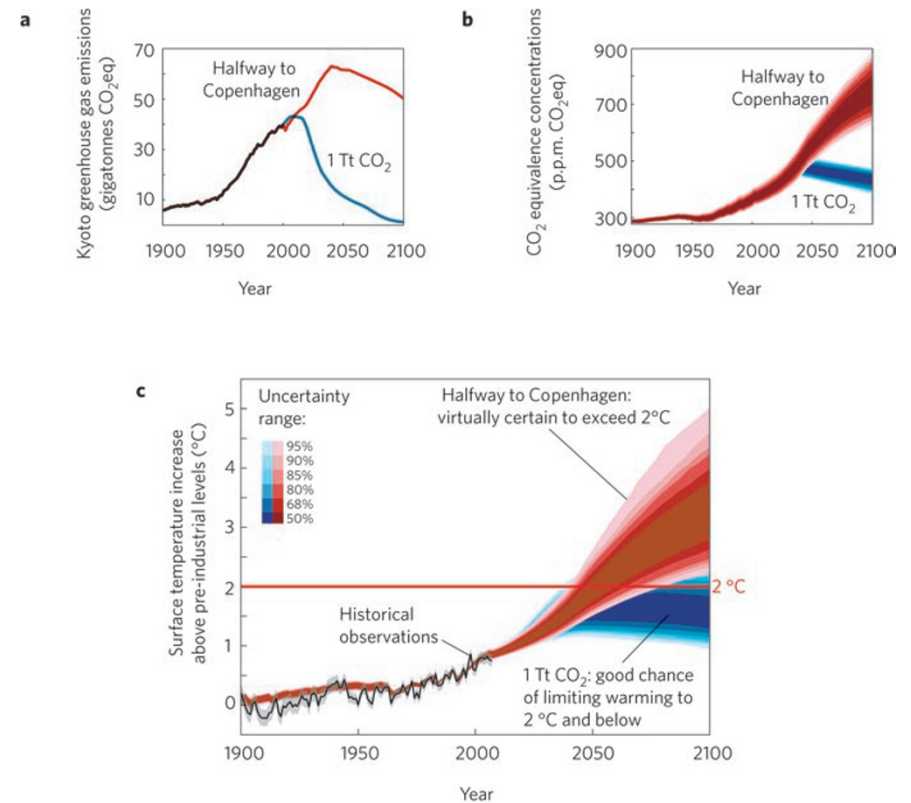 a
Kyoto greenhouse gas emissions
(gigatonnes CO2eq)
70
50
30
10
Halfway to
Copenhagen
1 Tt CO2
1900 1950 2000 2050 2100
Year
b
CO2 equivalence concentrations
(p.p.m. CO2eq)
900
700
500
300
Halfway to
Copenhagen
1 Tt CO2
1900 1950 2000 2050 2100
Year
c
Surface temperature increase
above pre-industrial levels (°C)
5
4
3
2
1
0
Uncertainty
range:
95%
90%
85%
80%
68%
50%
Halfway to Copenhagen:
virtually certain to exceed 2°C
2 °C
Historical
observations
1 Tt CO2: good chance
of limiting warming to
2 °C and below
1900 1950 2000 2050 2100
Year